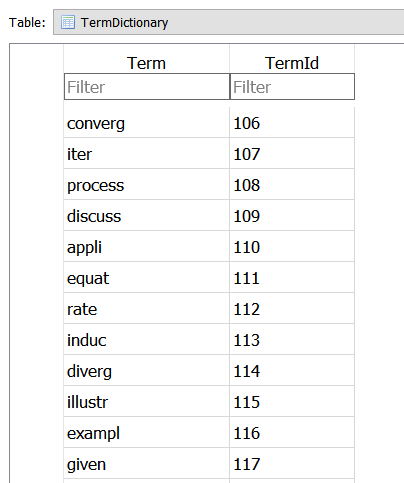 Table: TermDictionary
Term TermId
Filter Filter
converg 106
iter 107
process 108
discuss 109
appli 110
equat 111
rate 112
induc 113
diverg 114
illustr 115
exampl 116
given 117